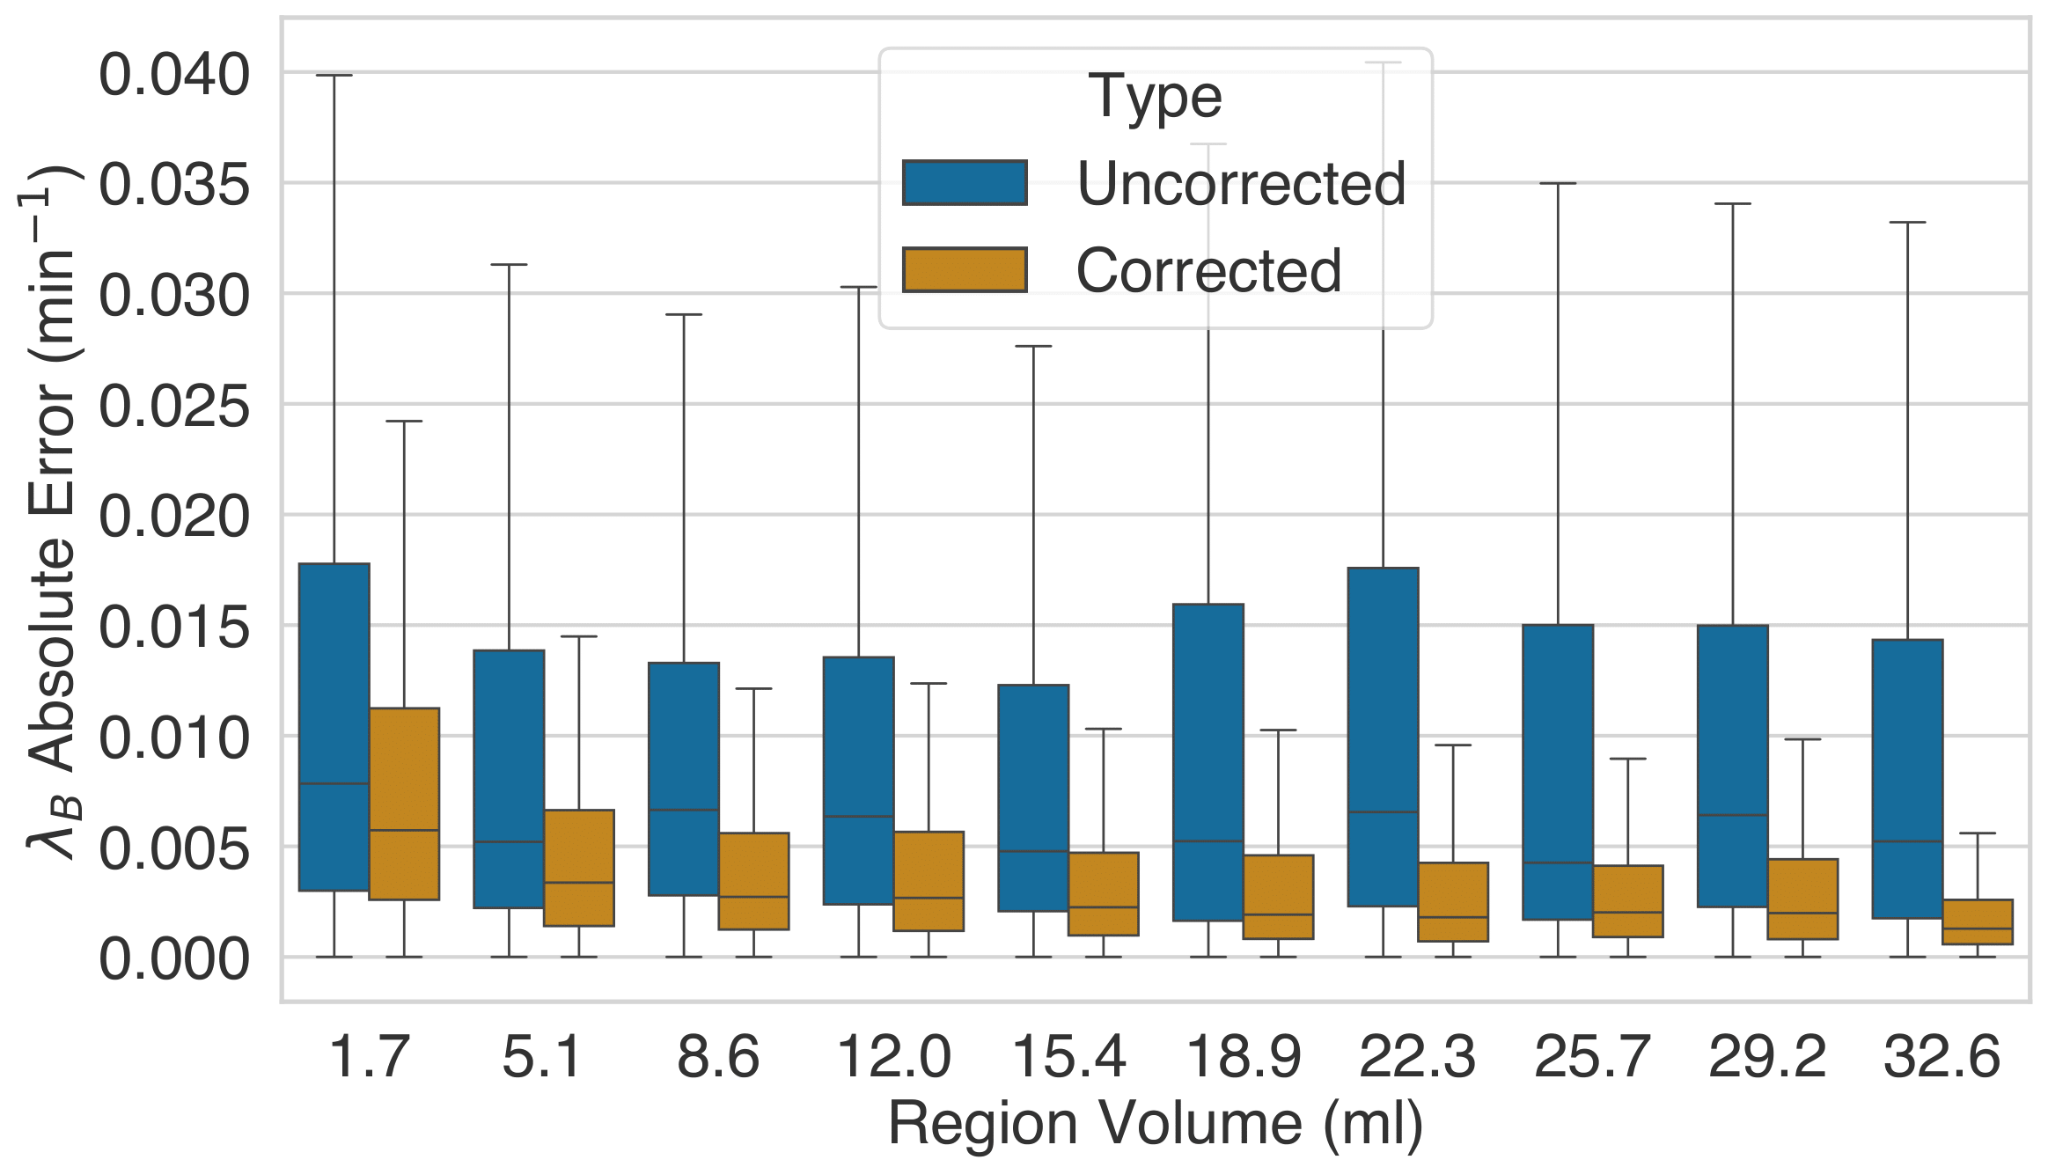 0.040
0.035
0.030
0.025
0.020
0.015
0.010
0.005
0.000
λB Absolute Error (min−1)
Type
Uncorrected
Corrected
1.7 5.1 8.6 12.0 15.4 18.9 22.3 25.7 29.2 32.6
Region Volume (ml)